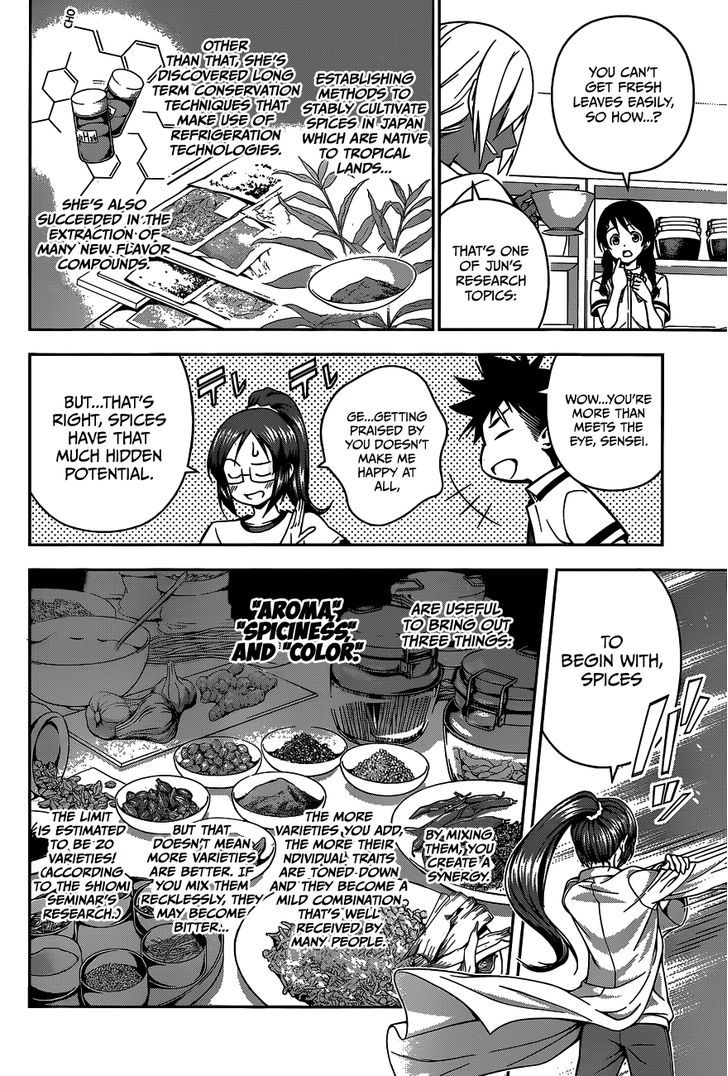 YOU CAN'T
GET FRESH
LEAVES EASILY,
SO HOW...?
THAT'S ONE
OF JUN'S
RESEARCH
TOPICS:
ESTABLISHING
METHODS TO
STABLY CULTIVATE
SPICES IN JAPAN
WHICH ARE NATIVE
TO TROPICAL
LANDS...
OTHER
THAN THAT, SHE'S
DISCOVERED LONG
TERM CONSERVATION
TECHNIQUES THAT
MAKE USE OF
REFRIGERATION
TECHNOLOGIES.
CHO
SHE'S ALSO
SUCCEEDED IN THE
EXTRACTION OF
MANY NEW FLAVOR
COMPOUNDS.
WOW...YOU'RE
MORE THAN
MEETS THE
EYE, SENSEI.
GE...GETTING
PRAISED BY
YOU DOESN'T
MAKE ME
HAPPY AT
ALL,
テレ
テレ
BUT...THAT'S
RIGHT, SPICES
HAVE THAT
MUCH HIDDEN
POTENTIAL.
TO
BEGIN WITH,
SPICES
ARE USEFUL
TO BRING OUT
THREE THINGS:
"AROMA,"
"SPICINESS,"
AND "COLOR."
BY MIXING
THEM, YOU
CREATE A
SYNERGY.
THE MORE
VARIETIES YOU ADD,
THE MORE THEIR
NDIVIDUAL TRAITS
ARE TONED DOWN
AND THEY BECOME A
MILD COMBINATION
THAT'S WELL
RECEIVED BY
MANY PEOPLE.
BUT THAT
DOESN'T MEAN
MORE VARIETIES
ARE BETTER. IF
YOU MIX THEM
RECKLESSLY, THEY
MAY BECOME
BITTER...
THE LIMIT
IS ESTIMATED
TO BE 20
VARIETIES!
(ACCORDING
TO THE SHIOMI
SEMINAR'S
RESEARCH.)